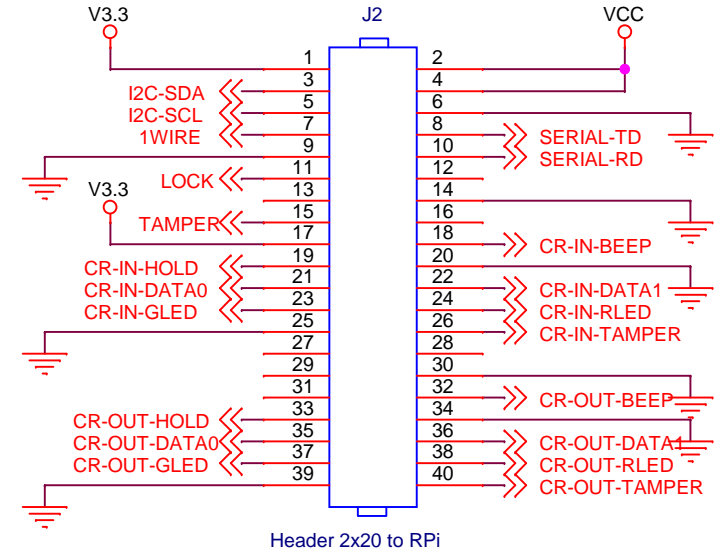 V3.3 J2 VCC
1 2
3 4
I2C-SDA
5 6
I2C-SCL
7 8
1WIRE SERIAL-TD
9 10
SERIAL-RD
11 12
LOCK
V3.3
13 14
15 16
TAMPER
17 18
CR-IN-BEEP
19 20
CR-IN-HOLD
21 22
CR-IN-DATA0 CR-IN-DATA1
23 24
CR-IN-GLED CR-IN-RLED
25 26
CR-IN-TAMPER
27 28
29 30
31 32
CR-OUT-BEEP
33 34
CR-OUT-HOLD
35 36
CR-OUT-DATA0 CR-OUT-DATA1
37 38
CR-OUT-GLED CR-OUT-RLED
39 40
CR-OUT-TAMPER
Header 2x20 to RPi